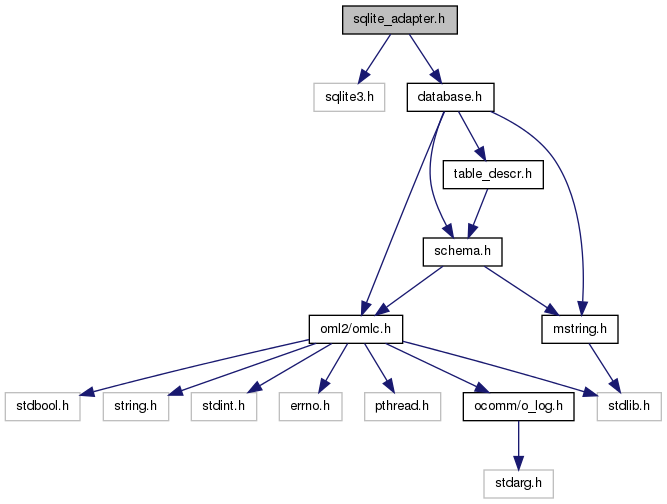 sqlite_adapter.h
sqlite3.h
database.h
table_descr.h
schema.h
oml2/omlc.h
mstring.h
stdbool.h
string.h
stdint.h
errno.h
pthread.h
ocomm/o_log.h
stdlib.h
stdarg.h